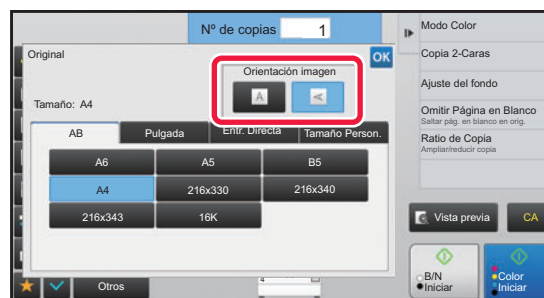 Nº de copias 1
Original
OK
Orientación imagen
A
A
Tamaño: A4
AB
Pulgada
Entr. Directa
Tamaño Person.
A6
A5
B5
A4
216x330
216x340
216x343
16K
Otros
Modo Color
Copia 2-Caras
Ajuste del fondo
Omitir Página en Blanco
Saltar pág. en blanco en orig.
Ratio de Copia
Ampliar/reducir copia
Vista previa
CA
B/N
Iniciar
Color
Iniciar